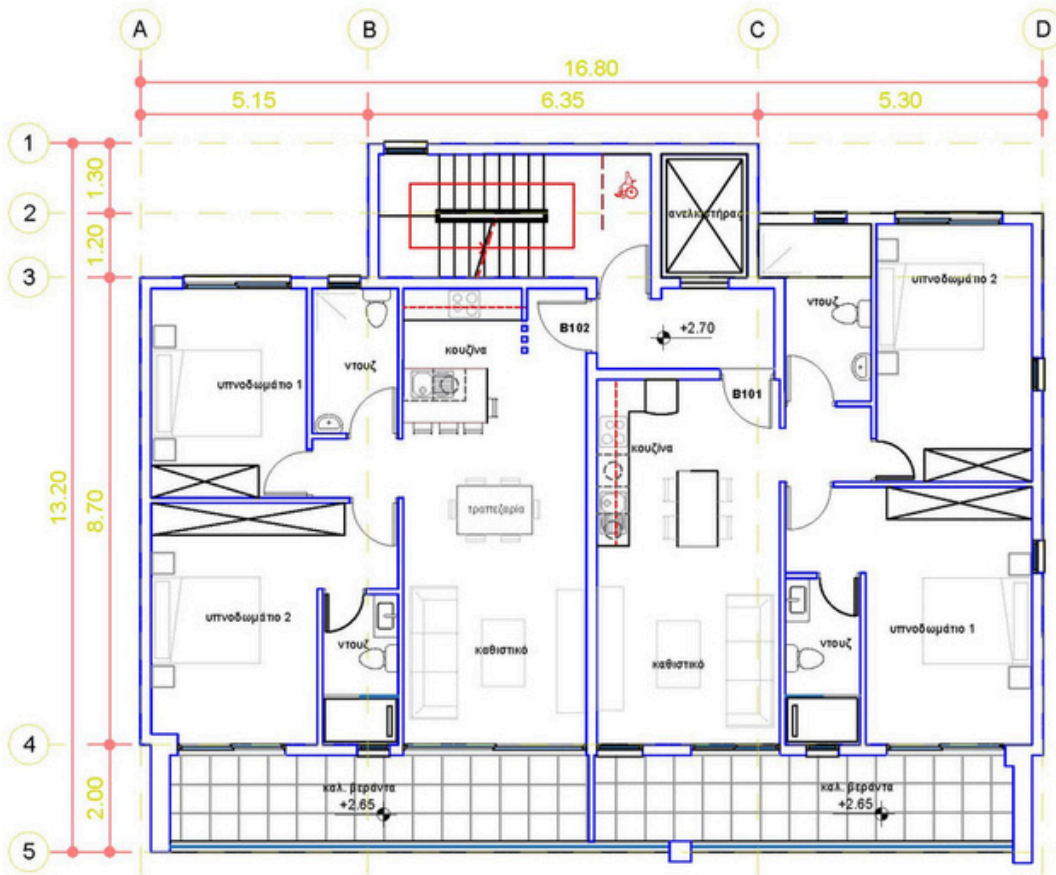 A B C D
16.80
5.15 6.35 5.30
1
1.30
2
ανελκυστήρας
1.20
3
υπνοδωμάτιο 2
ντουζ
+2.70
B102
κουζίνα
ντουζ
υπνοδωμάτιο 1
B101
κουζίνα
13.20
8.70
τραπεζαρία
υπνοδωμάτιο 2
υπνοδωμάτιο 1
ντουζ
ντουζ
καθιστικό
καθιστικό
4
καλ. βεράντα
+2.65
καλ. βεράντα
+2.65
2.00
5